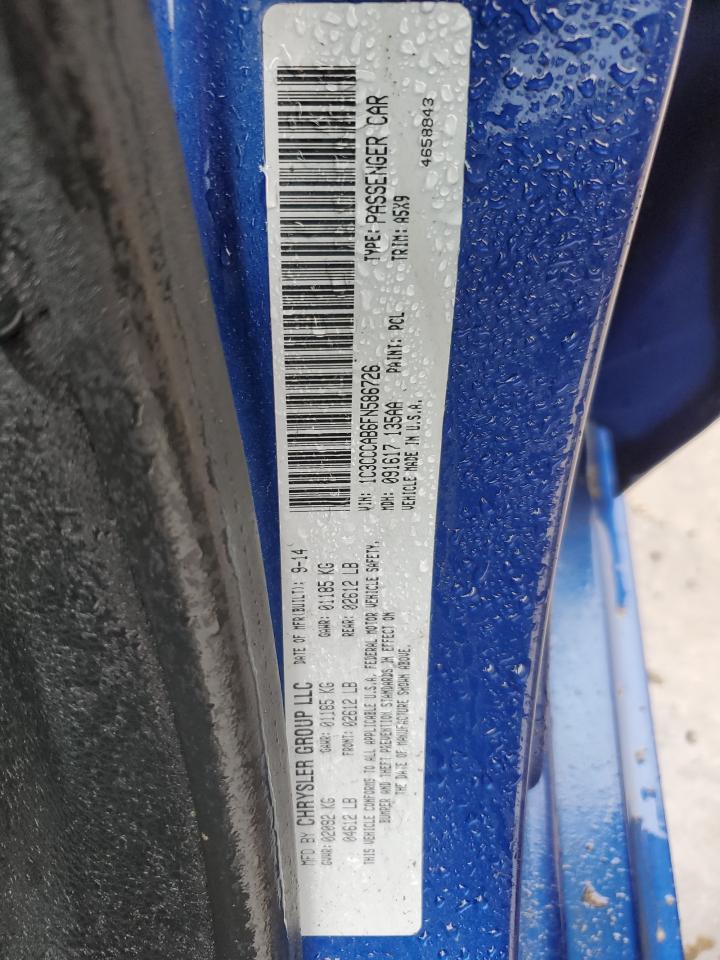 MFD BY CHRYSLER GROUP LLC DATE OF MFR(BUILT): 9-14
GVWR: 02092 KG GAWR: 01185 KG GAWR: 01185 KG
04612 LB FRONT: 02612 LB REAR: 02612 LB
THIS VEHICLE CONFORMS TO ALL APPLICABLE U.S.A. FEDERAL MOTOR VEHICLE SAFETY,
BUMPER AND THEFT PREVENTION STANDARDS IN EFFECT ON
THE DATE OF MANUFACTURE SHOWN ABOVE.
VIN: 1C3CCCAB6FN586726 TYPE: PASSENGER CAR
MDH: 091617 135AA PAINT: PCL TRIM: A5X9
VEHICLE MADE IN U.S.A. 4658843